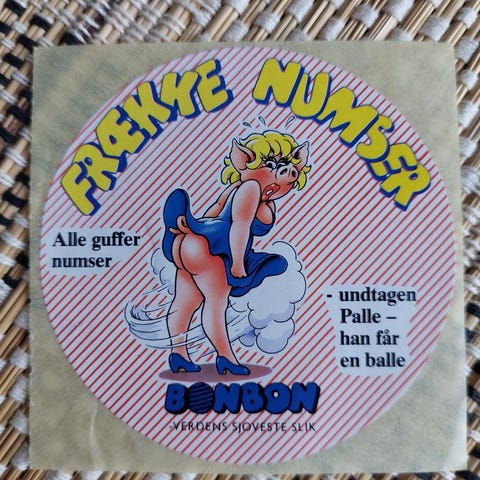 FRÆKKE NUMSER
Alle guffer
numser
- undtagen
Palle –
han får
en balle
BONBON
-VERDENS SJOVESTE SLIK